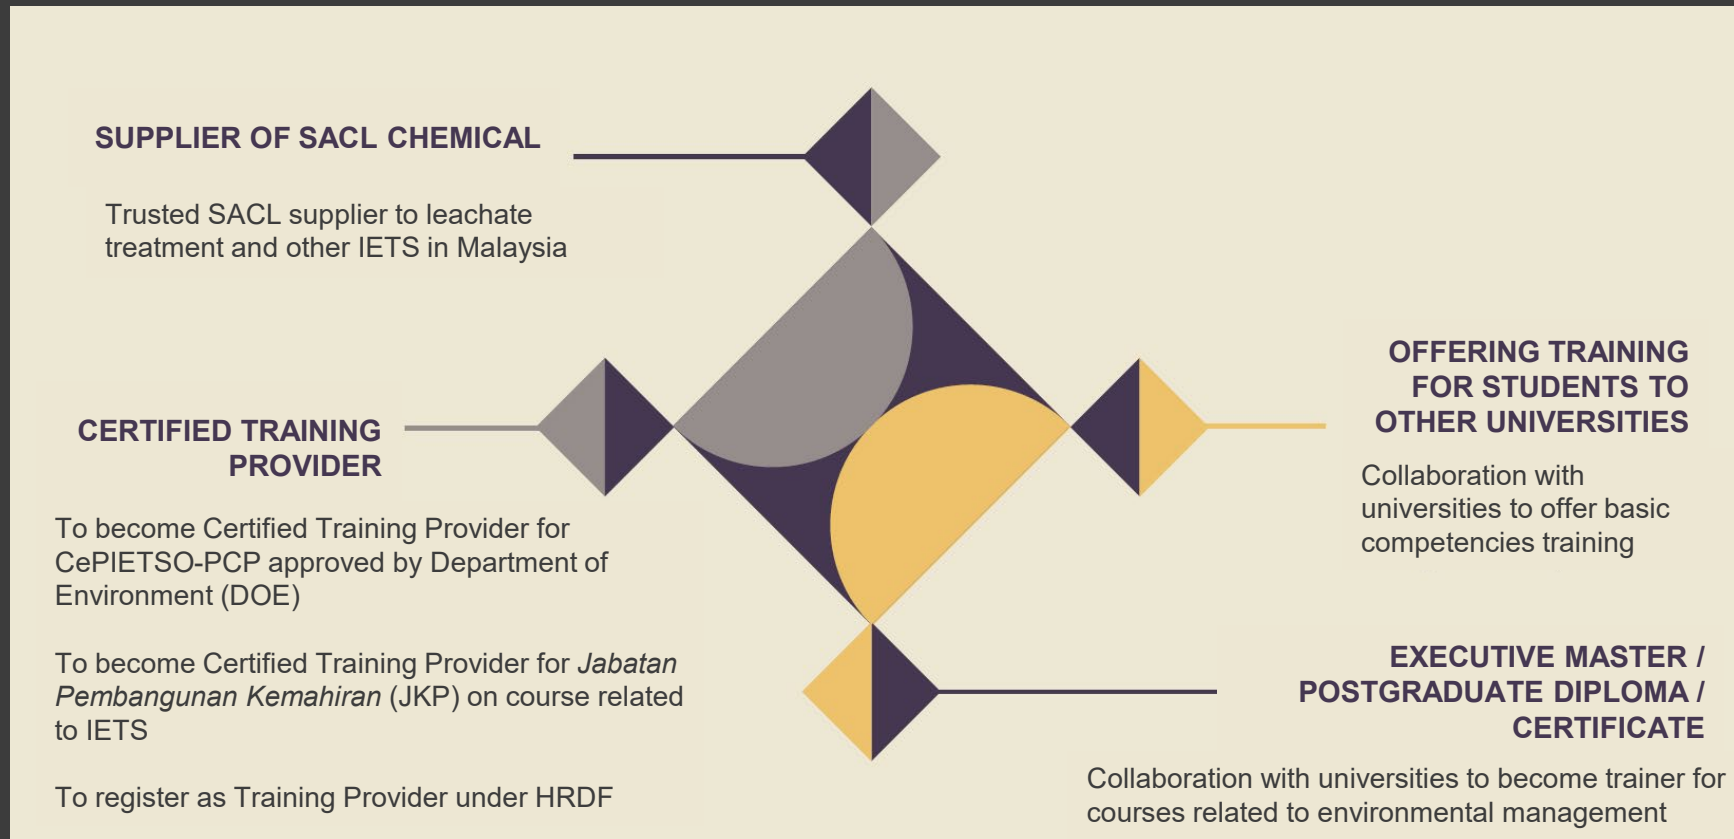 SUPPLIER OF SACL CHEMICAL
Trusted SACL supplier to leachate
treatment and other IETS in Malaysia
CERTIFIED TRAINING
PROVIDER
To become Certified Training Provider for
CePIETSO-PCP approved by Department of
Environment (DOE)
To become Certified Training Provider for Jabatan
Pembangunan Kemahiran (JKP) on course related
to IETS
To register as Training Provider under HRDF
OFFERING TRAINING
FOR STUDENTS TO
OTHER UNIVERSITIES
Collaboration with
universities to offer basic
competencies training
EXECUTIVE MASTER /
POSTGRADUATE DIPLOMA /
CERTIFICATE
Collaboration with universities to become trainer for
courses related to environmental management